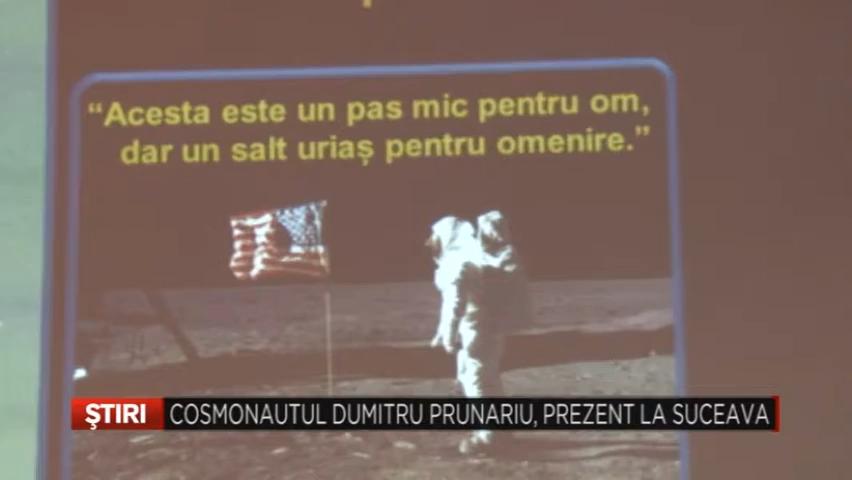 “Acesta este un pas mic pentru om,
dar un salt uriaș pentru omenire.”
ŞTIRI
COSMONAUTUL DUMITRU PRUNARIU, PREZENT LA SUCEAVA